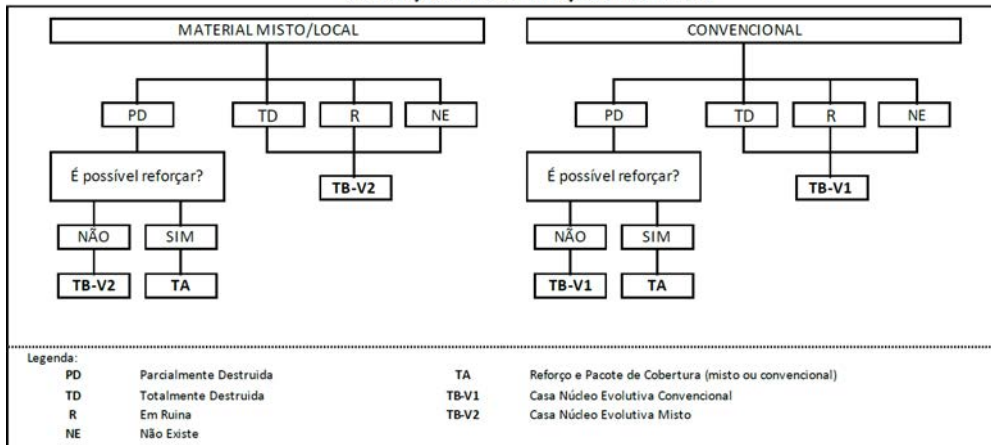 MATERIAL MISTO/LOCAL
PD TD R NE
É possível reforçar?
TB-V2
NÃO SIM
TB-V2 TA
CONVENCIONAL
PD TD R NE
É possível reforçar?
TB-V1
NÃO SIM
TB-V1 TA
Legenda:
PD Parcialmente Destruida
TD Totalmente Destruida
R Em Ruina
NE Não Existe
TA Reforço e Pacote de Cobertura (misto ou convencional)
TB-V1 Casa Núcleo Evolutiva Convencional
TB-V2 Casa Núcleo Evolutiva Misto